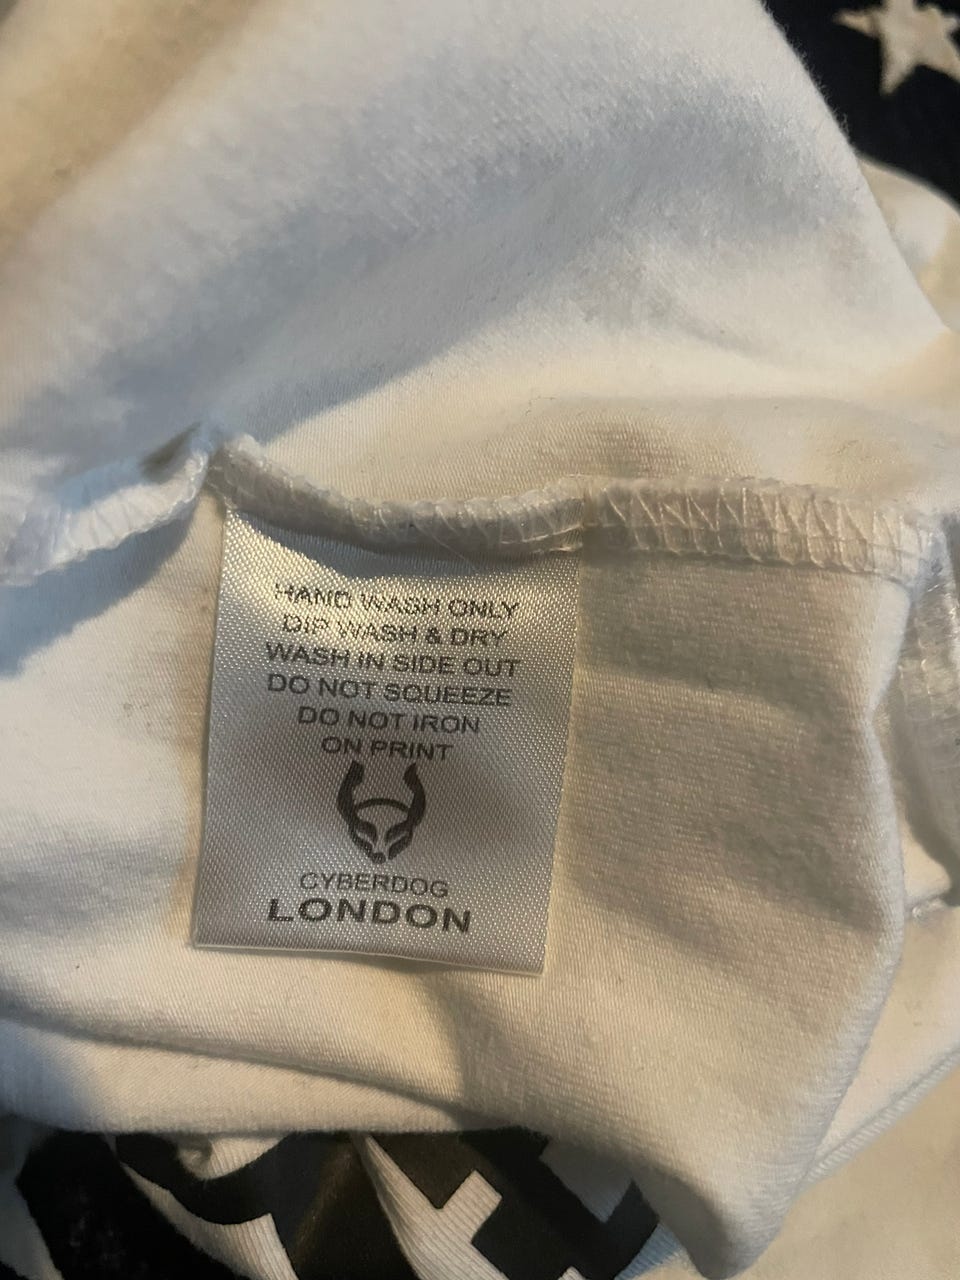 HAND WASH ONLY
DIP WASH & DRY
WASH IN SIDE OUT
DO NOT SQUEEZE
DO NOT IRON
ON PRINT
CYBERDOG
LONDON